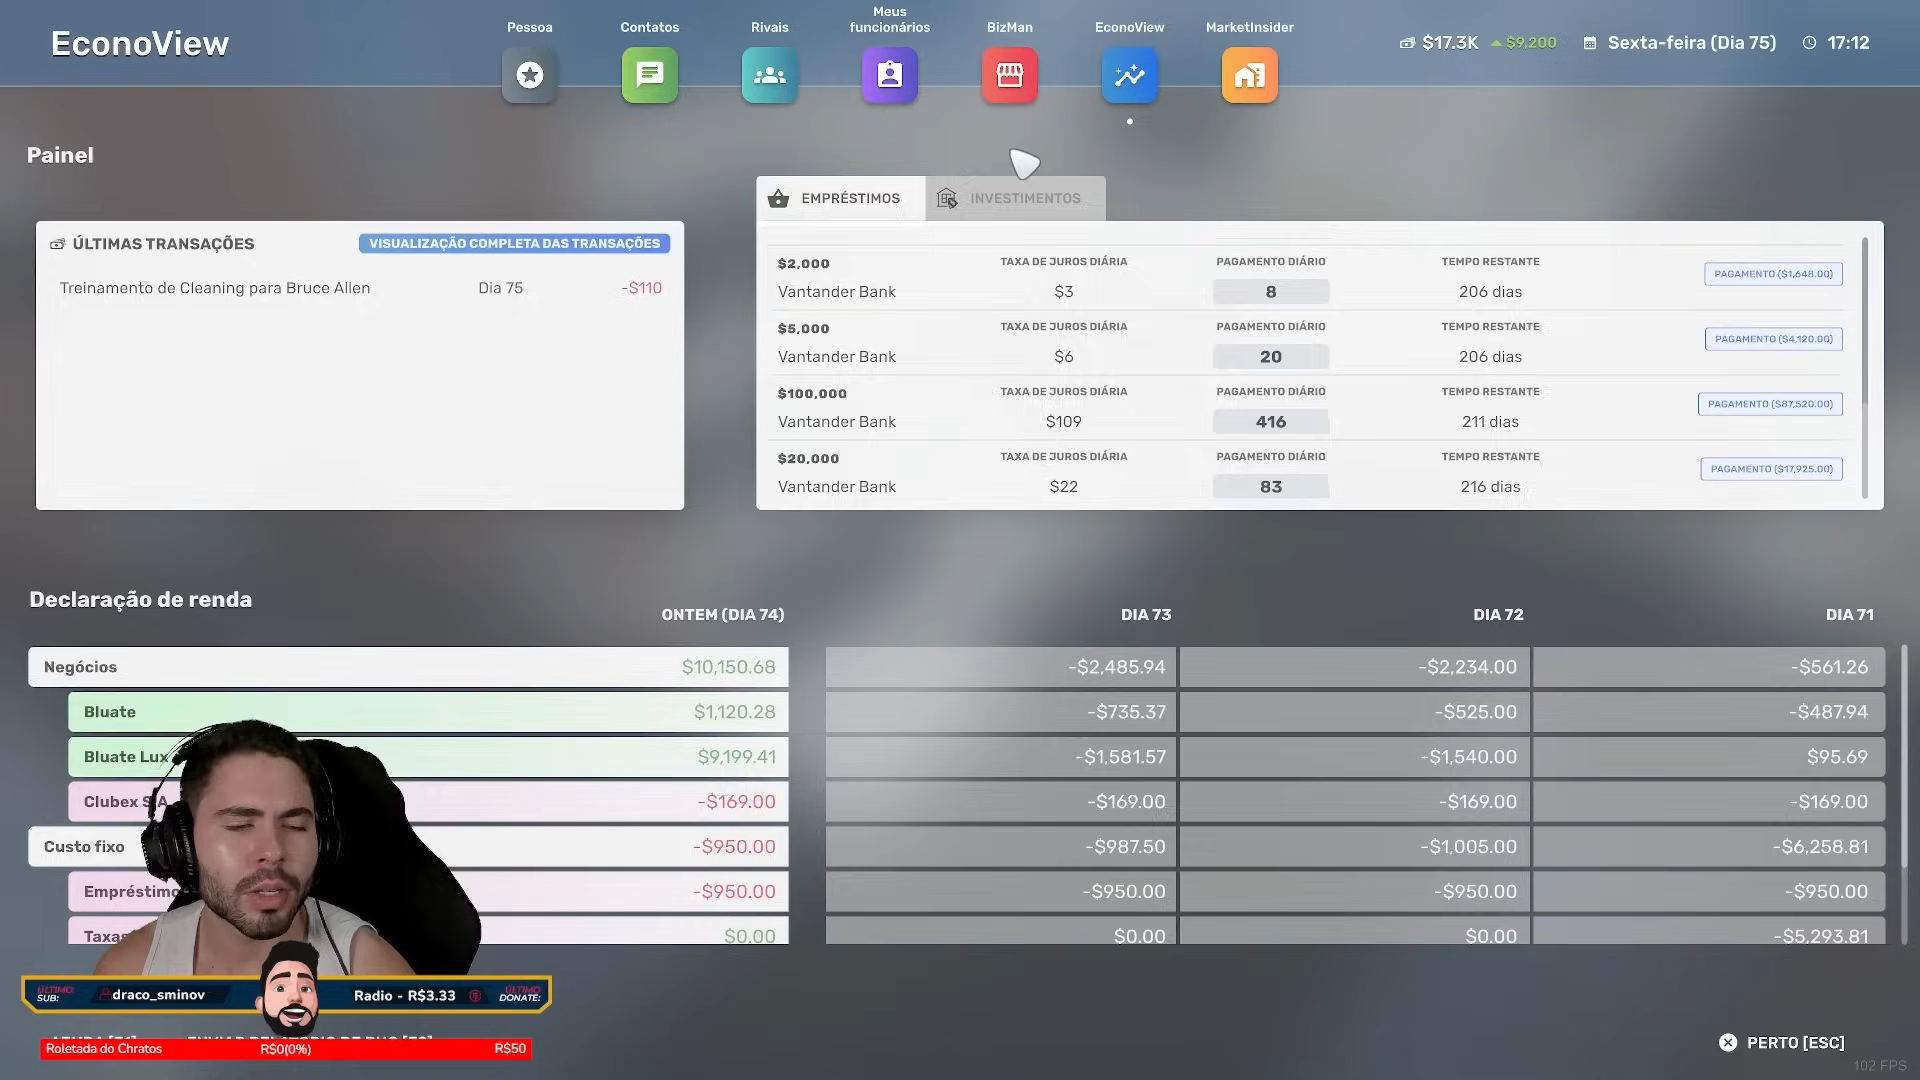 EconoView
Pessoa
Contatos
Rivais
Meus
funcionários
BizMan
EconoView
MarketInsider
$17.3K
$9,200
Sexta-feira (Dia 75)
17:12
Painel
ÚLTIMAS TRANSAÇÕES
VISUALIZAÇÃO COMPLETA DAS TRANSAÇÕES
Treinamento de Cleaning para Bruce Allen Dia 75 -$110
EMPRÉSTIMOS
INVESTIMENTOS
$2,000 TAXA DE JUROS DIÁRIA PAGAMENTO DIÁRIO TEMPO RESTANTE
PAGAMENTO ($1,648.00)
Vantander Bank $3 8 206 dias
$5,000 TAXA DE JUROS DIÁRIA PAGAMENTO DIÁRIO TEMPO RESTANTE
PAGAMENTO ($4,120.00)
Vantander Bank $6 20 206 dias
$100,000 TAXA DE JUROS DIÁRIA PAGAMENTO DIÁRIO TEMPO RESTANTE
PAGAMENTO ($87,520.00)
Vantander Bank $109 416 211 dias
$20,000 TAXA DE JUROS DIÁRIA PAGAMENTO DIÁRIO TEMPO RESTANTE
PAGAMENTO ($17,925.00)
Vantander Bank $22 83 216 dias
Declaração de renda
ONTEM (DIA 74) DIA 73 DIA 72 DIA 71
Negócios $10,150.68 -$2,485.94 -$2,234.00 -$561.26
Bluate $1,120.28 -$735.37 -$525.00 -$487.94
Bluate Lux $9,199.41 -$1,581.57 -$1,540.00 $95.69
Clubex S.A -$169.00 -$169.00 -$169.00 -$169.00
Custo fixo -$950.00 -$987.50 -$1,005.00 -$6,258.81
Empréstimo -$950.00 -$950.00 -$950.00 -$950.00
Taxas $0.00 $0.00 $0.00 -$5,293.81
ÚLTIMO
SUB:
draco_sminov
Radio - R$3.33
ÚLTIMO
DONATE:
Roletada do Chratos R$0(0%) R$50
PERTO [ESC]
102 FPS